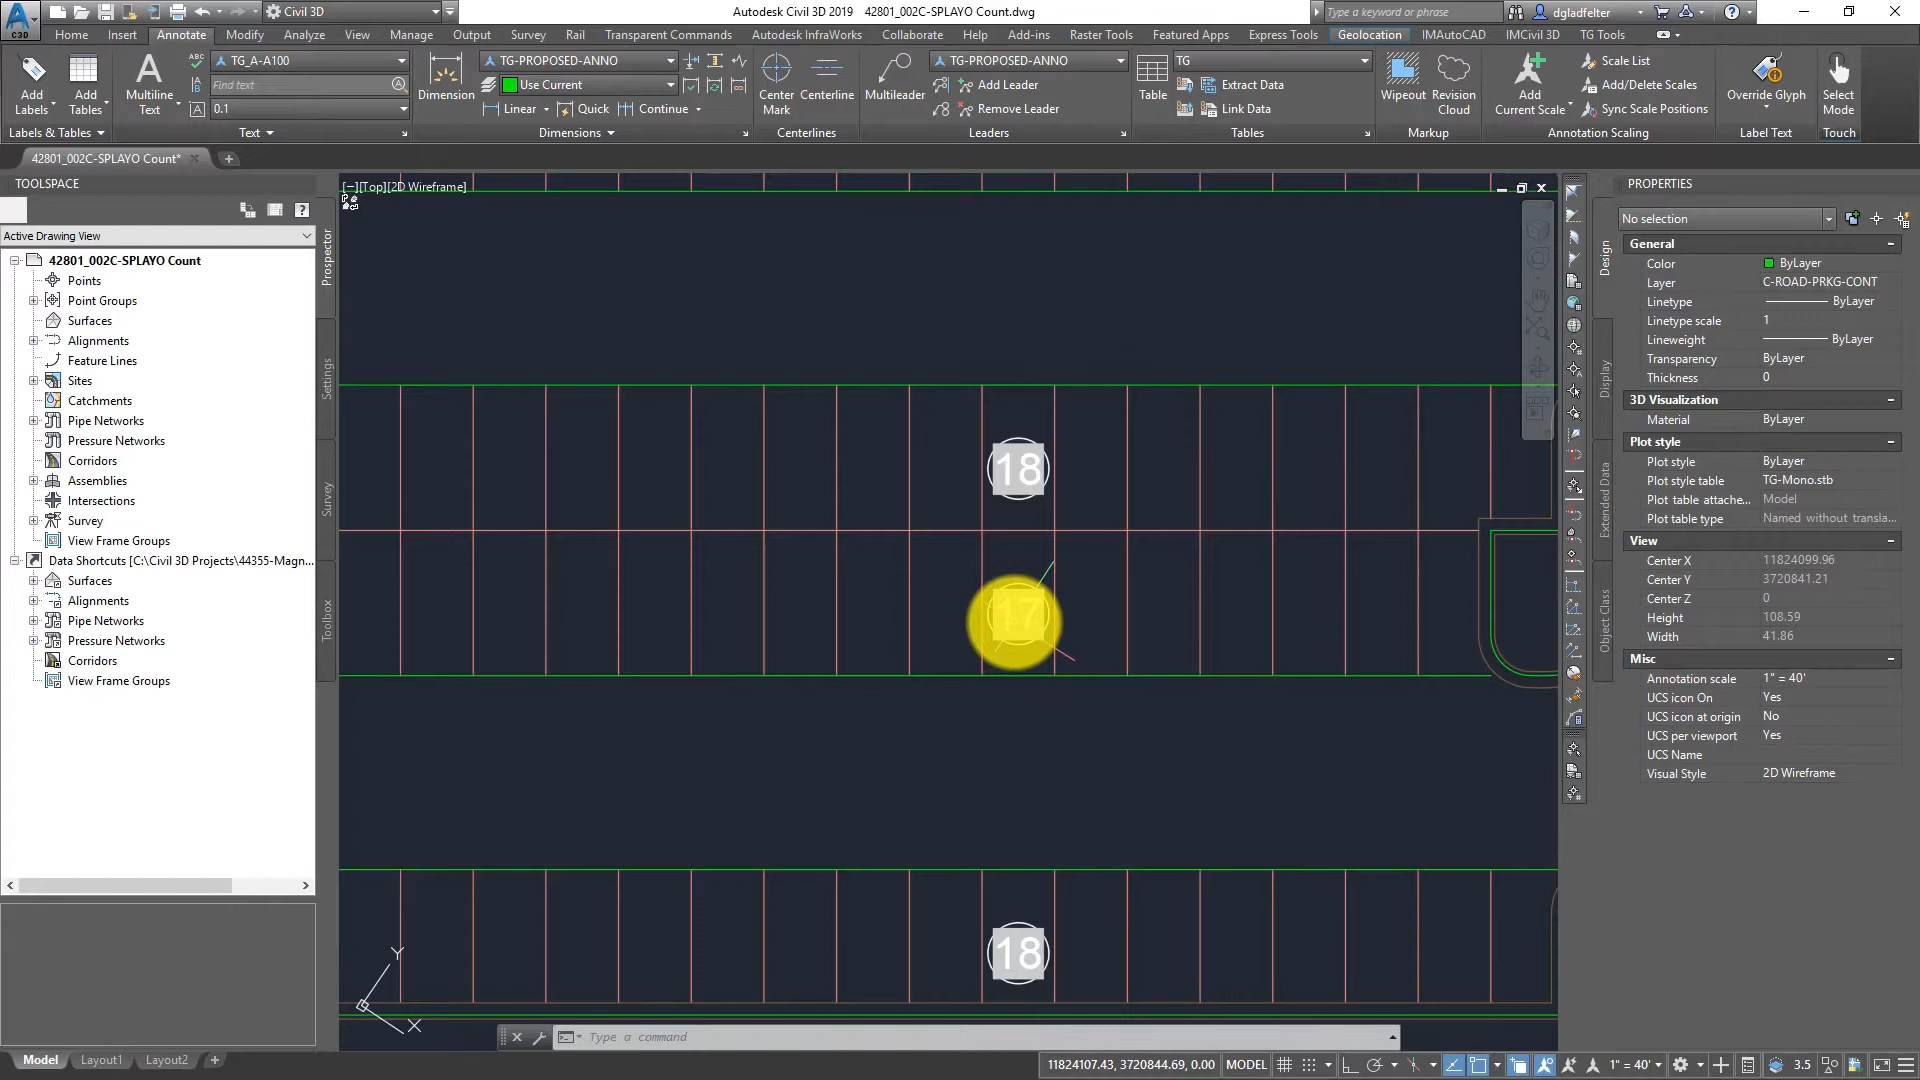 Civil 3D
Autodesk Civil 3D 2019 42801_002C-SPLAYO Count.dwg
Type a keyword or phrase
dgladfelter
C3D
Home Insert Annotate Modify Analyze View Manage Output Survey Rail Transparent Commands Autodesk InfraWorks Collaborate Help Add-ins Raster Tools Featured Apps Express Tools Geolocation IMAutoCAD IMCivil 3D TG Tools
Add Labels
Add Tables
Labels & Tables
Multiline Text
ABC
TG_A-A100
Find text
0.1
Text
Dimension
TG-PROPOSED-ANNO
Use Current
Linear Quick Continue
Dimensions
Center Mark
Centerline
Centerlines
Multileader
TG-PROPOSED-ANNO
Add Leader
Remove Leader
Leaders
Table
TG
Extract Data
Link Data
Tables
Wipeout
Revision Cloud
Markup
Add Current Scale
Scale List
Add/Delete Scales
Sync Scale Positions
Annotation Scaling
Override Glyph
Label Text
Select Mode
Touch
42801_002C-SPLAYO Count*
TOOLSPACE
Active Drawing View
42801_002C-SPLAYO Count
Points
Point Groups
Surfaces
Alignments
Feature Lines
Sites
Catchments
Pipe Networks
Pressure Networks
Corridors
Assemblies
Intersections
Survey
View Frame Groups
Data Shortcuts [C:\Civil 3D Projects\44355-Magn...
Surfaces
Alignments
Pipe Networks
Pressure Networks
Corridors
View Frame Groups
Prospector
Settings
Survey
Toolbox
[−][Top][2D Wireframe]
18
17
18
Y
X
Type a command
PROPERTIES
No selection
General
Color ByLayer
Layer C-ROAD-PRKG-CONT
Linetype ByLayer
Linetype scale 1
Lineweight ByLayer
Transparency ByLayer
Thickness 0
3D Visualization
Material ByLayer
Plot style
Plot style ByLayer
Plot style table TG-Mono.stb
Plot table attache... Model
Plot table type Named without transla...
View
Center X 11824099.96
Center Y 3720841.21
Center Z 0
Height 108.59
Width 41.86
Misc
Annotation scale 1" = 40'
UCS icon On Yes
UCS icon at origin No
UCS per viewport Yes
UCS Name
Visual Style 2D Wireframe
Design
Display
Extended Data
Object Class
Model Layout1 Layout2
11824107.43, 3720844.69, 0.00 MODEL 1" = 40' 3.5